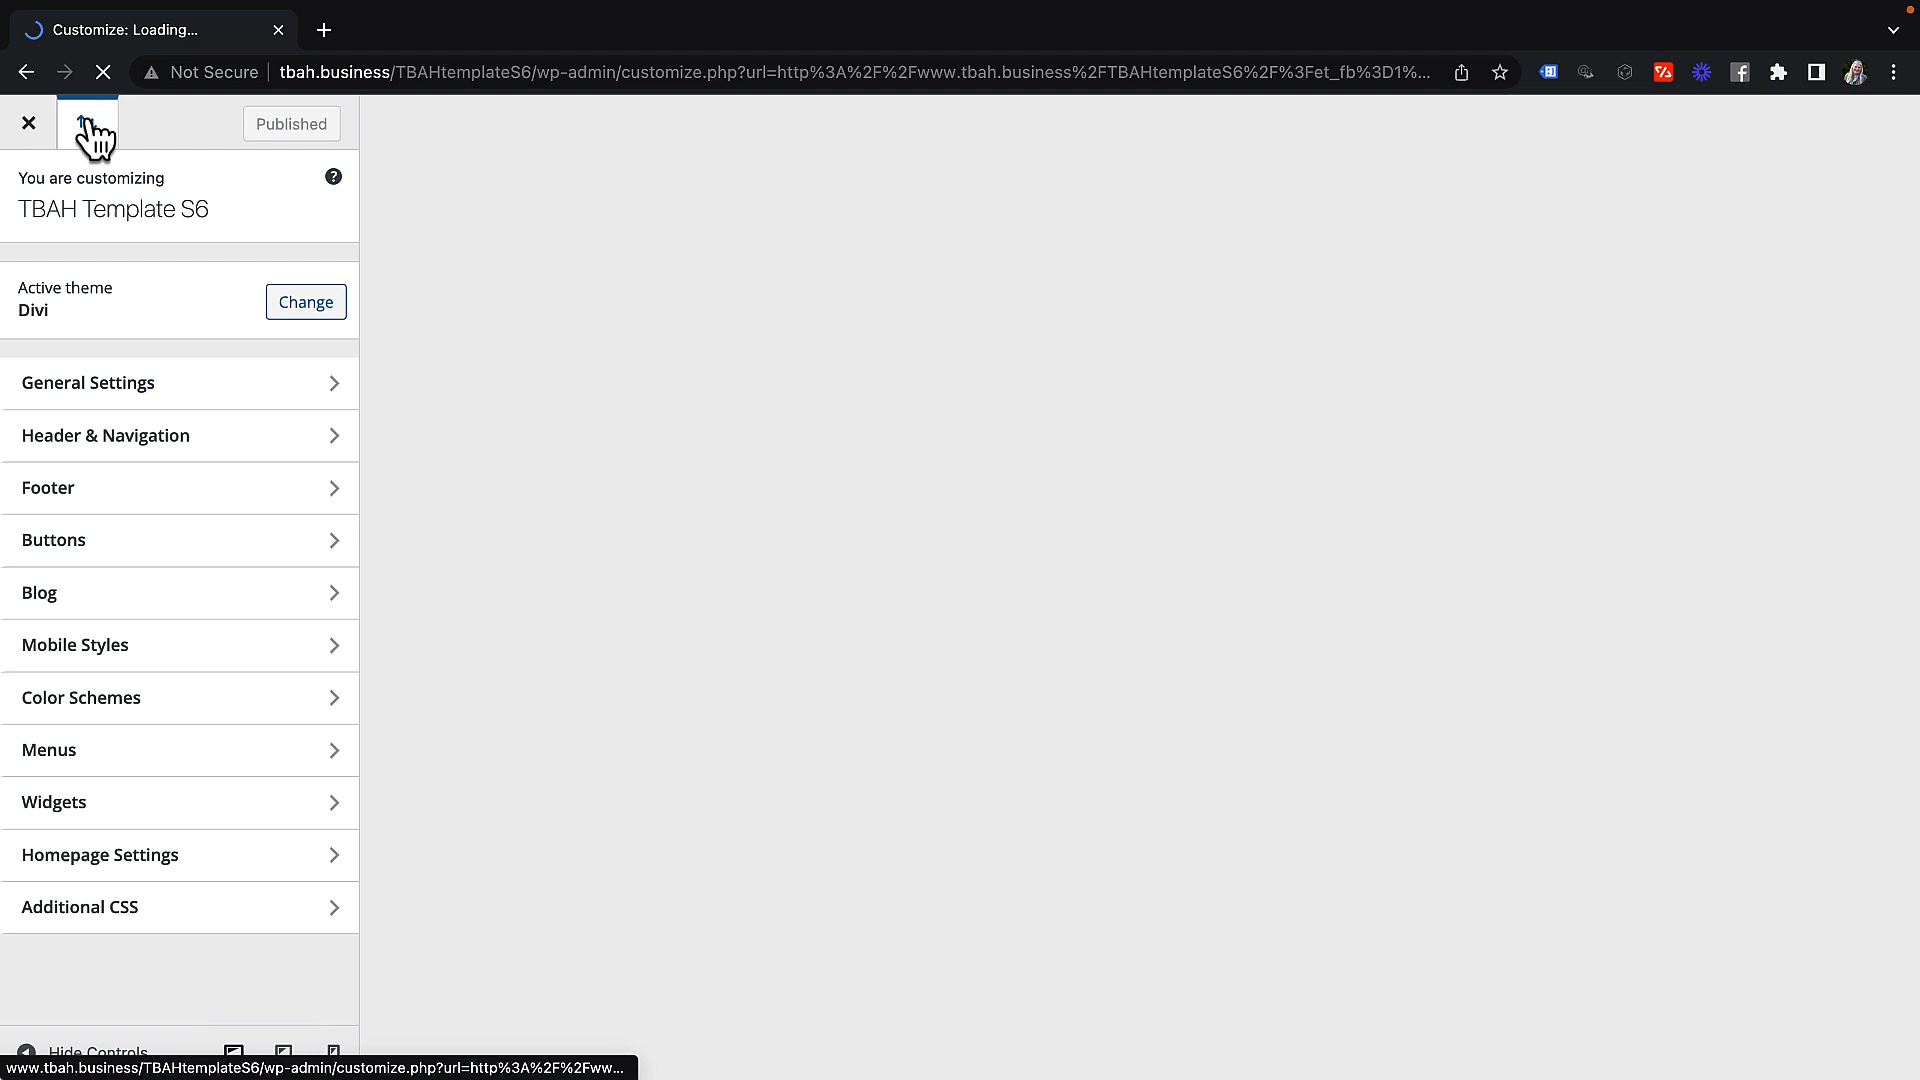 Customize: Loading...
Not Secure
tbah.business/TBAHtemplateS6/wp-admin/customize.php?url=http%3A%2F%2Fwww.tbah.business%2FTBAHtemplateS6%2F%3Fet_fb%3D1%...
Published
You are customizing
?
TBAH Template S6
Active theme
Divi
Change
General Settings
Header & Navigation
Footer
Buttons
Blog
Mobile Styles
Color Schemes
Menus
Widgets
Homepage Settings
Additional CSS
Hide Controls
www.tbah.business/TBAHtemplateS6/wp-admin/customize.php?url=http%3A%2F%2Fww...